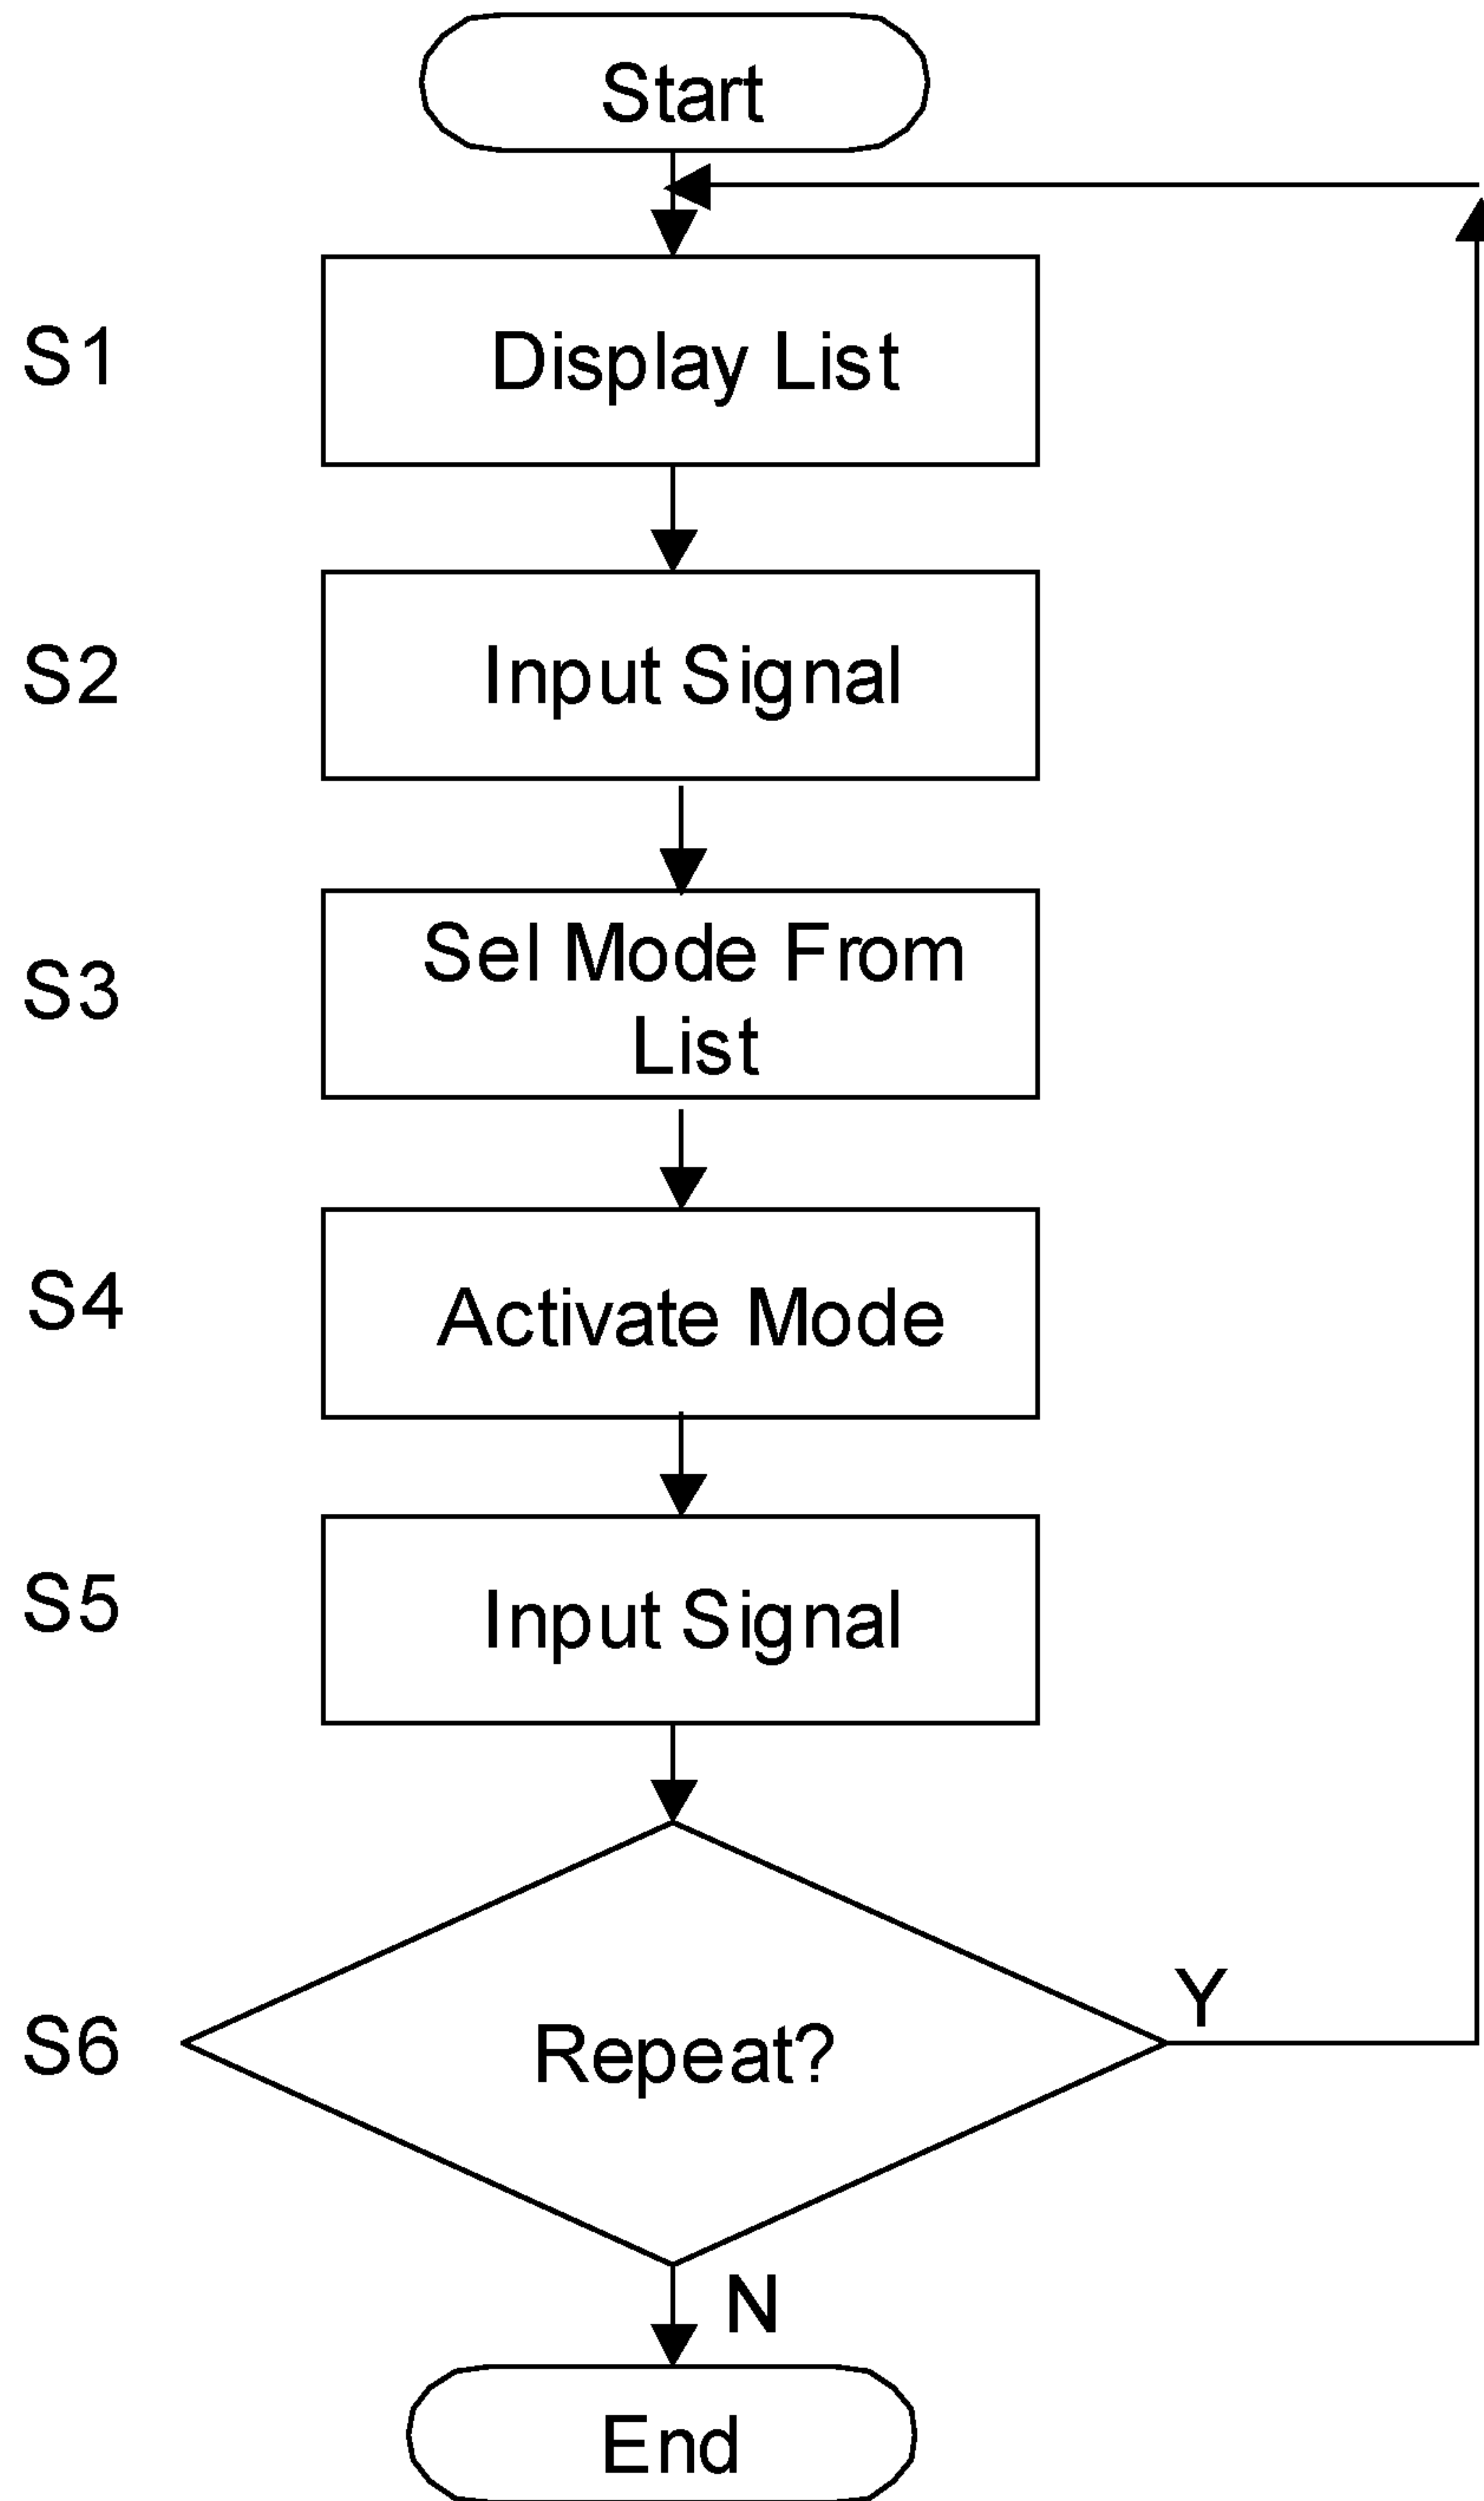 Start
S1
Display List
S2
Input Signal
S3
Sel Mode From
List
S4
Activate Mode
S5
Input Signal
S6
Repeat?
Y
N
End